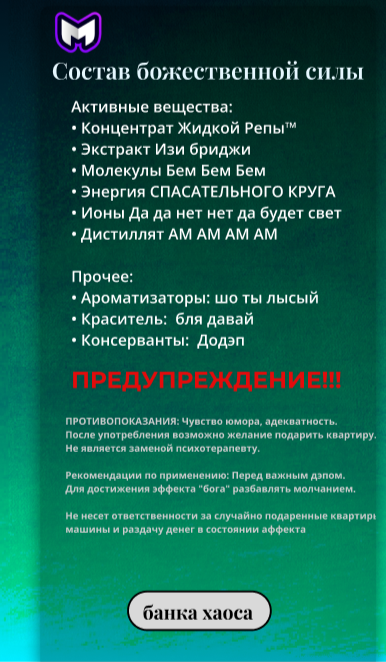 M
Состав божественной силы
Активные вещества:
• Концентрат Жидкой Репы™
• Экстракт Изи бриджи
• Молекулы Бем Бем Бем
• Энергия СПАСАТЕЛЬНОГО КРУГА
• Ионы Да да нет нет да будет свет
• Дистиллят АМ АМ АМ АМ
Прочее:
• Ароматизаторы: шо ты лысый
• Краситель: бля давай
• Консерванты: Додэп
ПРЕДУПРЕЖДЕНИЕ!!!
ПРОТИВОПОКАЗАНИЯ: Чувство юмора, адекватность.
После употребления возможно желание подарить квартиру.
Не является заменой психотерапевту.
Рекомендации по применению: Перед важным дэпом.
Для достижения эффекта "бога" разбавлять молчанием.
Не несет ответственности за случайно подаренные квартиры
машины и раздачу денег в состоянии аффекта
банка хаоса